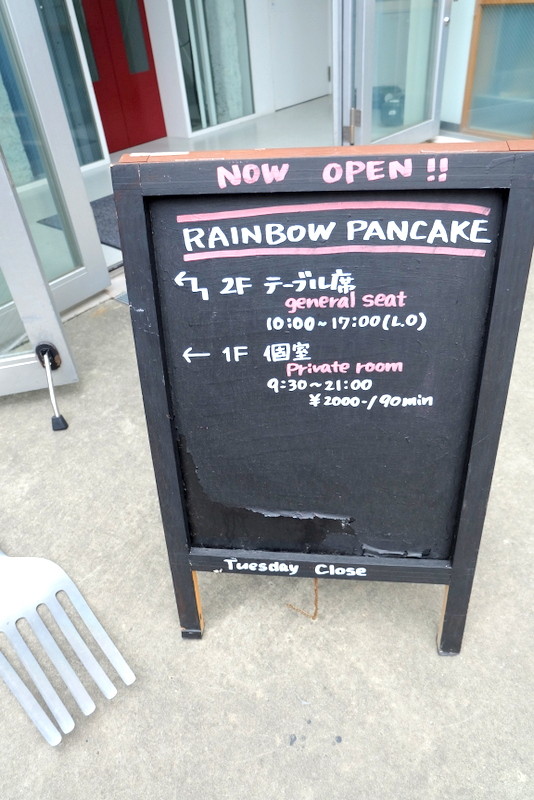 NOW OPEN!!
RAINBOW PANCAKE
2F テーブル席
general seat
10:00~17:00(L.O)
← 1F 個室
Private room
9:30~21:00
¥2000-/90min
Tuesday Close